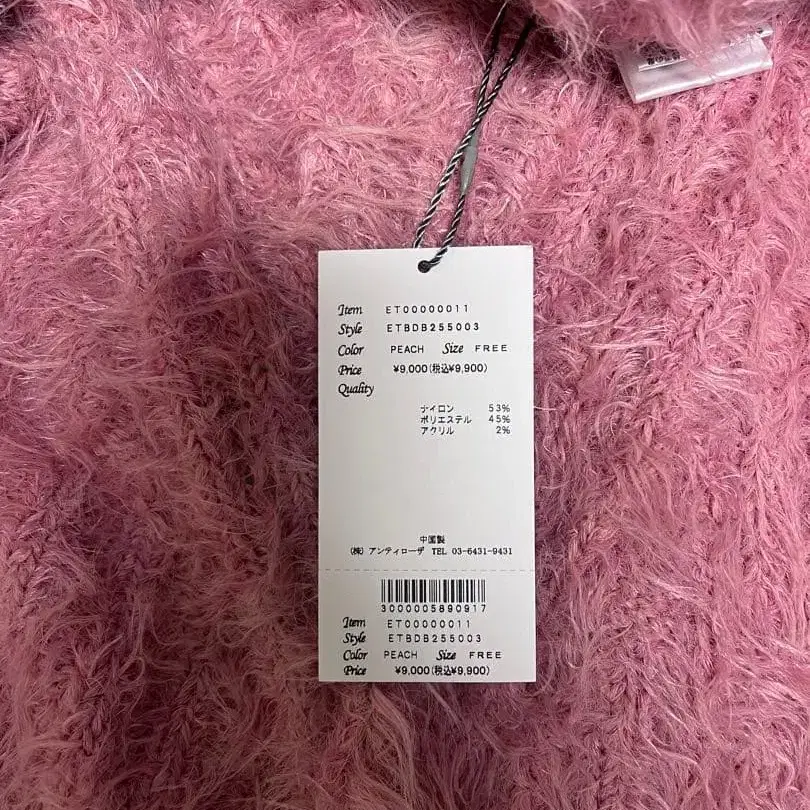 Item ET00000011
Style ETBDB255003
Color PEACH Size FREE
Price ¥9,000(税込¥9,900)
Quality
ナイロン 53%
ポリエステル 45%
アクリル 2%
中国製
(株)アンティローザ TEL 03-6431-9431
3000005890917
Item ET00000011
Style ETBDB255003
Color PEACH Size FREE
Price ¥9,000(税込¥9,900)